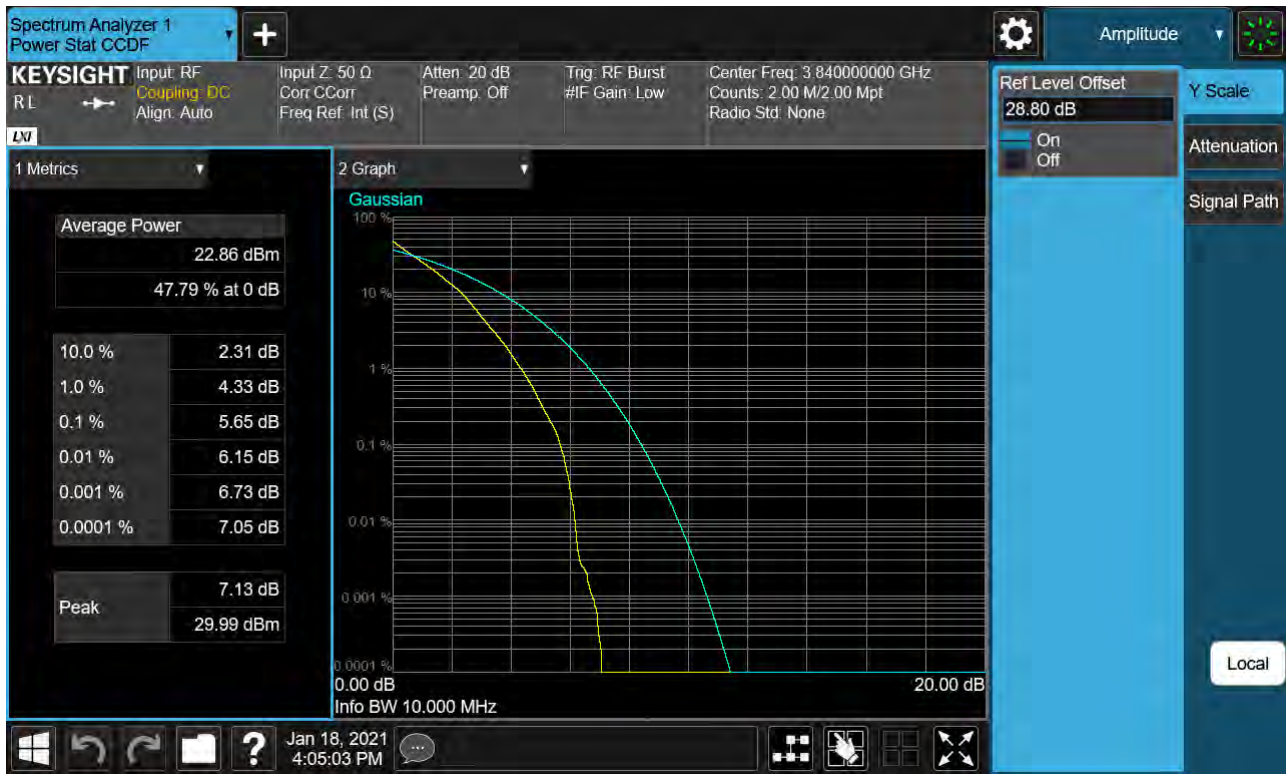 Spectrum Analyzer 1
Power Stat CCDF
+
Amplitude
KEYSIGHT
RL
LXI
Input: RF
Coupling: DC
Align: Auto
Input Z: 50 Ω
Corr CCorr
Freq Ref: Int (S)
Atten: 20 dB
Preamp: Off
Trig: RF Burst
#IF Gain: Low
Center Freq: 3.840000000 GHz
Counts: 2.00 M/2.00 Mpt
Radio Std: None
Ref Level Offset
28.80 dB
On
Off
Y Scale
Attenuation
Signal Path
Local
1 Metrics
Average Power
22.86 dBm
47.79 % at 0 dB
10.0 % 2.31 dB
1.0 % 4.33 dB
0.1 % 5.65 dB
0.01 % 6.15 dB
0.001 % 6.73 dB
0.0001 % 7.05 dB
Peak
7.13 dB
29.99 dBm
2 Graph
Gaussian
100 %
10 %
1 %
0.1 %
0.01 %
0.001 %
0.0001 %
0.00 dB 20.00 dB
Info BW 10.000 MHz
?
Jan 18, 2021
4:05:03 PM